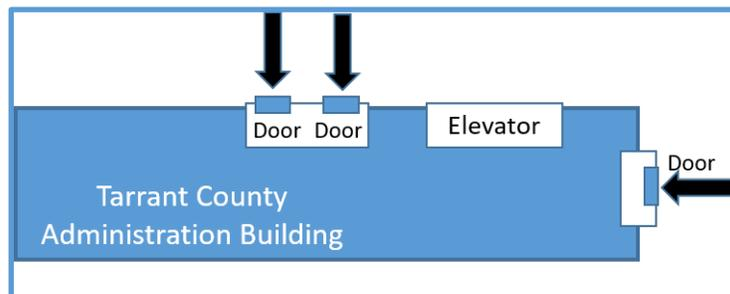 Door Door
Elevator
Door
Tarrant County
Administration Building